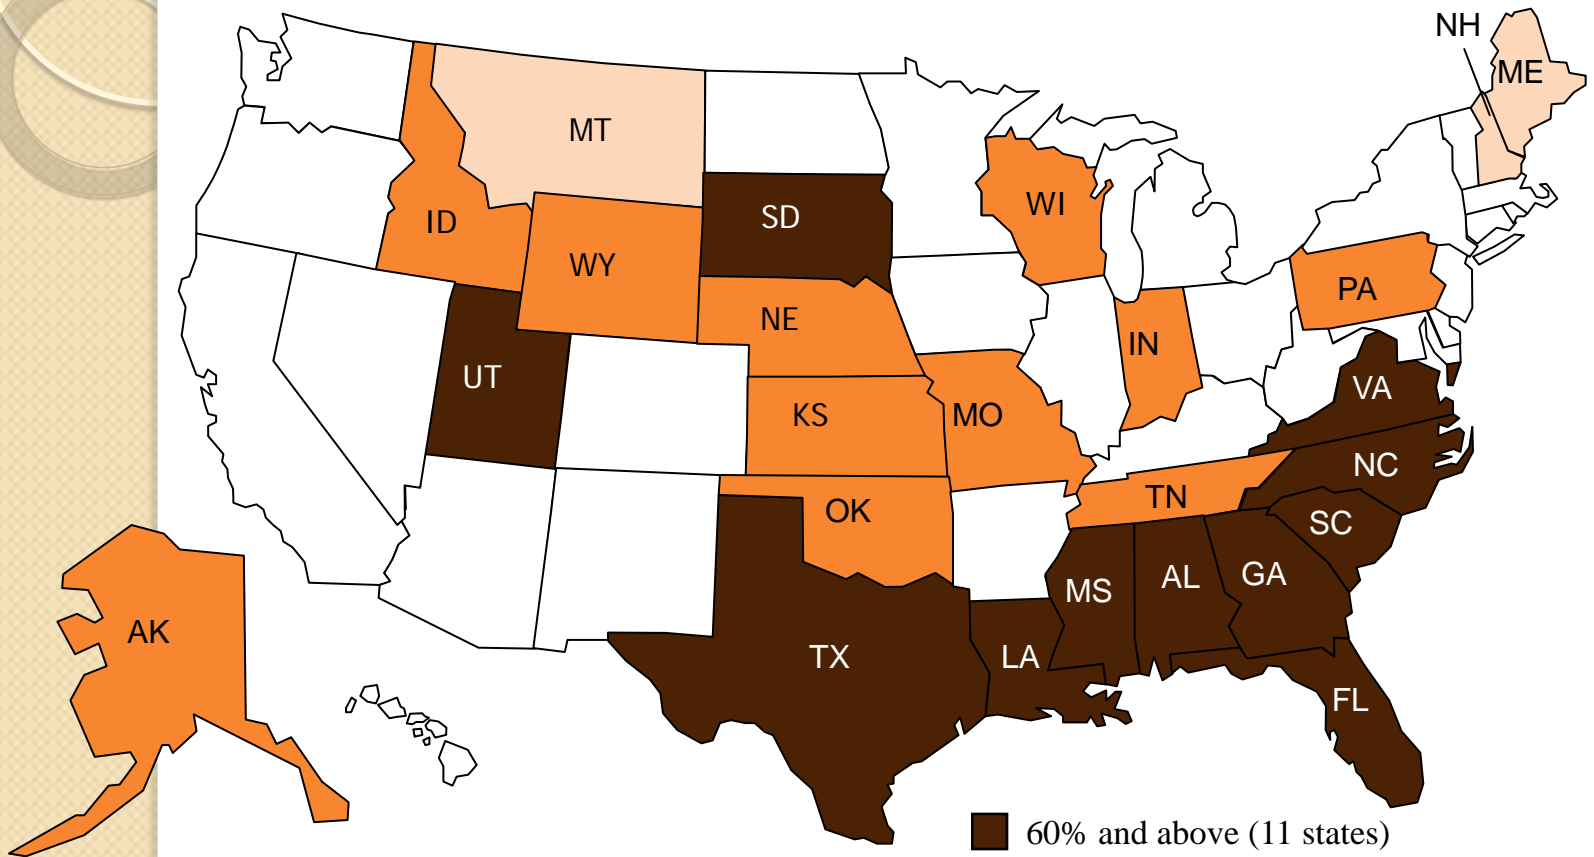 NH
ME
MT
WI
ID
SD
WY
PA
NE
IN
UT
VA
KS
MO
NC
TN
OK
SC
GA
AL
MS
AK
TX
LA
FL
60% and above (11 states)